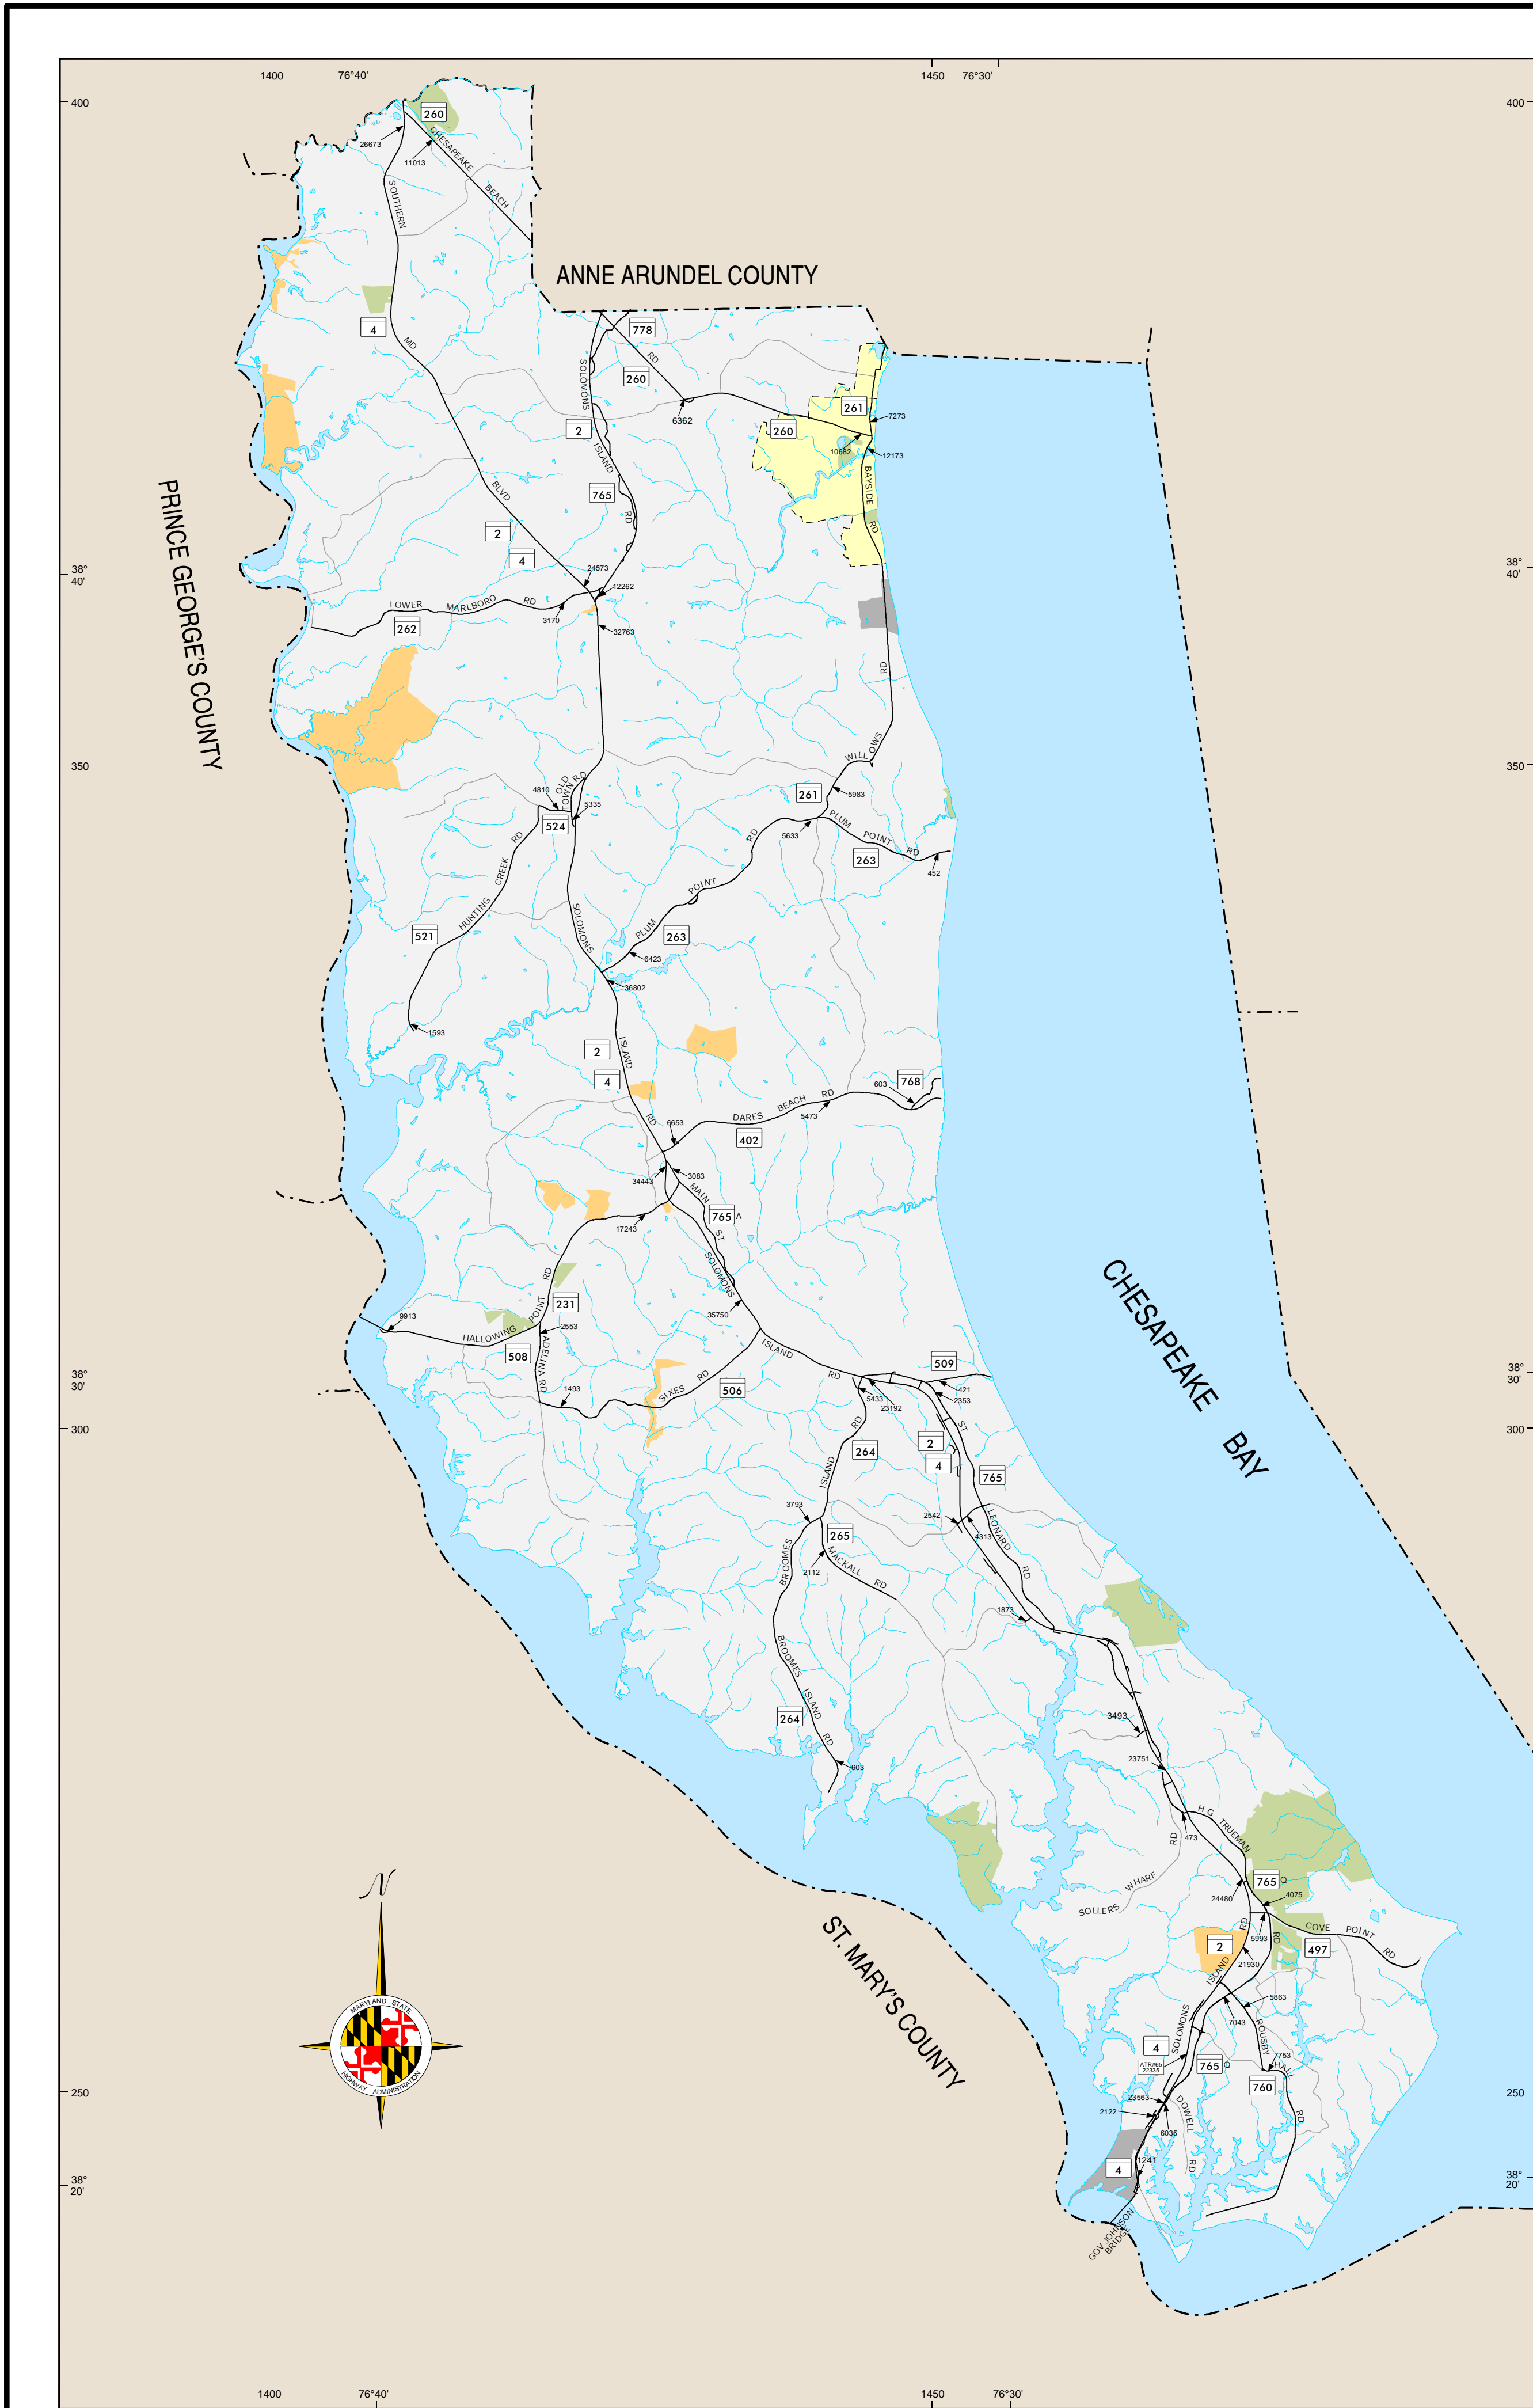 1400 76°40' 1450 76°30'
400 400
260
26673
11013
CHESAPEAKE BEACH
SOUTHERN
ANNE ARUNDEL COUNTY
4
778
MD
RD
SOLOMONS
260
261
7273
6362
2
260
10682
12173
ISLAND
BAYSIDE
765
BLVD
PRINCE GEORGE'S COUNTY
RD
RD
2
4
38° 40' 38° 40'
24573
12262
LOWER MARLBORO RD
3170
262
32763
RD
WILLOWS
350 350
OLD TOWN RD
4810
5335
261
5983
524
PLUM POINT RD
5633
RD
263
452
CREEK
POINT
HUNTING
SOLOMONS
521
PLUM
263
6423
36802
1593
2
ISLAND
4
768
603
DARES BEACH RD
5473
RD
6653
402
3083
34443
MAIN ST
765 A
17243
SOLOMONS
RD
POINT
231
35750
9913
2553
HALLOWING
ADELINA RD
508
ISLAND
RD
509
38° 30' 38° 30'
1493
SIXES RD
506
421
2353
5433
23192
ST
300 300
RD
264
2
4
ISLAND
765
3793
2542
LEONARD RD
4313
265
BROOMES
MACKALL RD
2112
1873
CHESAPEAKE BAY
BROOMES ISLAND RD
264
3493
23751
603
H G TRUEMAN
473
RD
WHARF
SOLLERS
765 Q
4075
24480
RD
5993
RD
COVE POINT RD
2
497
21930
ISLAND
5863
7043
SOLOMONS
ROUSBY HALL RD
4
ATR#65
22335
765 Q
7753
760
ST. MARY'S COUNTY
N
MARYLAND STATE
HIGHWAY ADMINISTRATION
250 250
23563
DOWELL RD
2122
6035
4
1241
38° 20' 38° 20'
GOV JOHNSON
BRIDGE
1400 76°40' 1450 76°30'